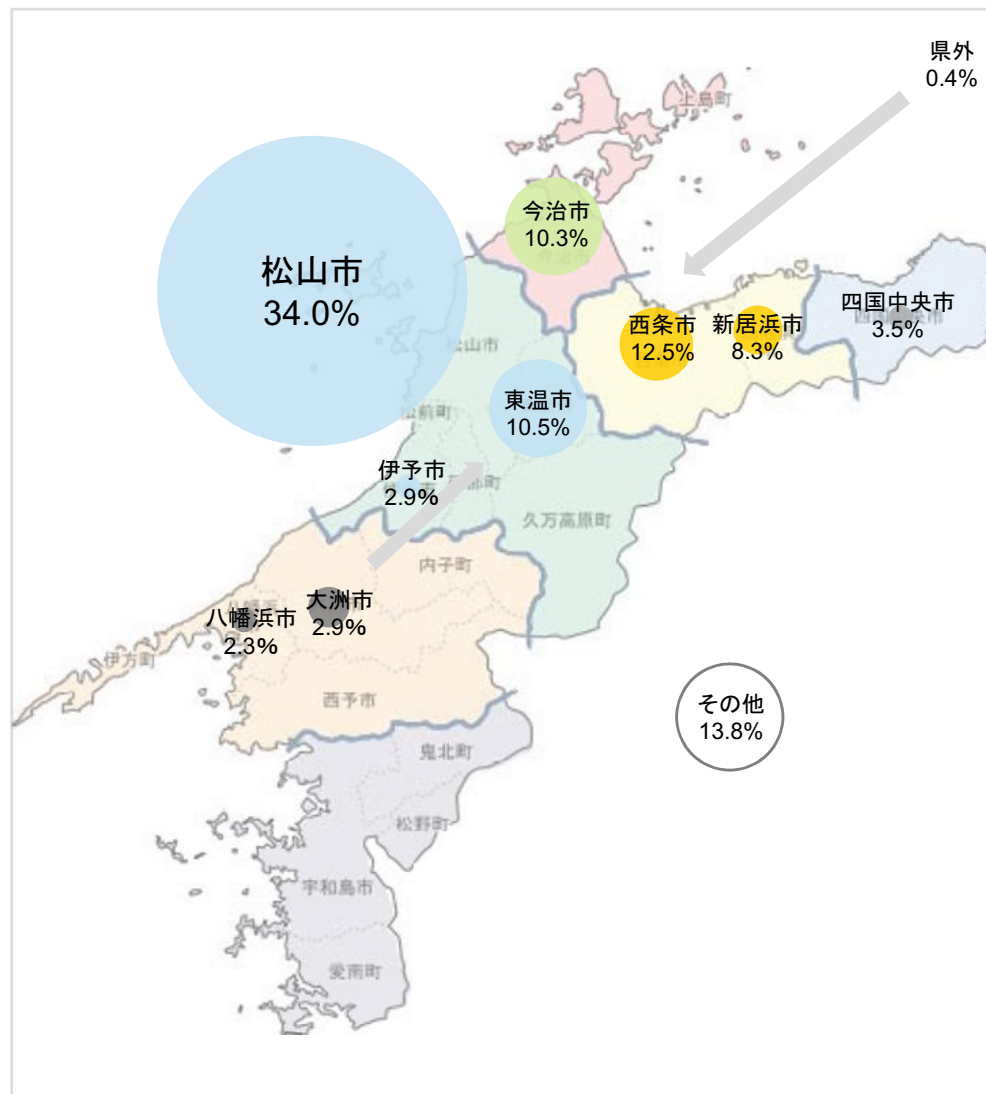 県外
0.4%
上島町
今治市
10.3%
今治市
松山市
34.0%
四国中央市
3.5%
西条市
12.5%
新居浜市
8.3%
松山市
東温市
10.5%
松前町
伊予市
2.9%
久万高原町
内子町
大洲市
2.9%
八幡浜市
2.3%
伊方町
西予市
その他
13.8%
鬼北町
松野町
宇和島市
愛南町